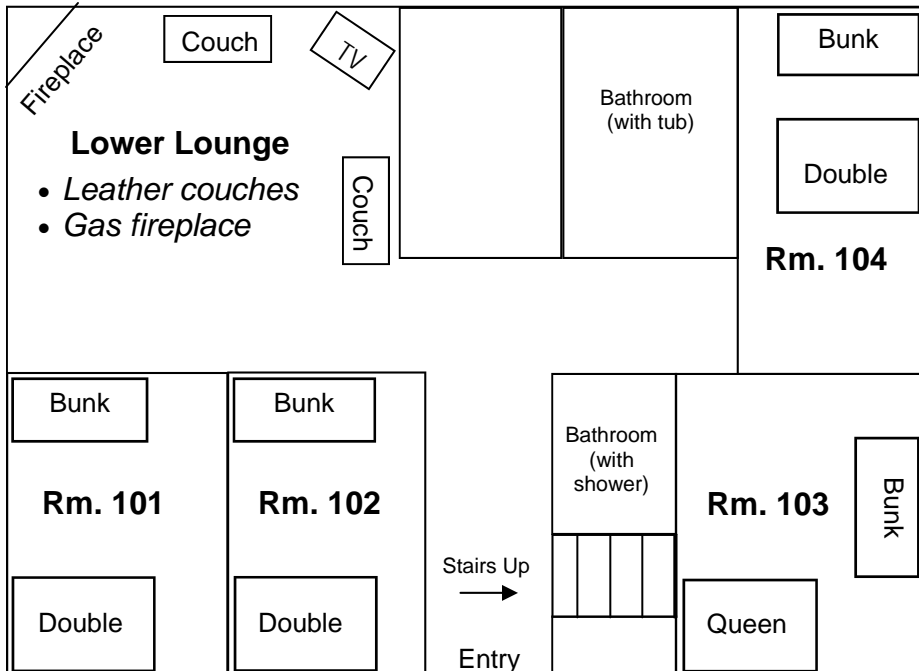 Fireplace
Couch
TV
Bathroom
(with tub)
Bunk
Lower Lounge
• Leather couches
• Gas fireplace
Couch
Double
Rm. 104
Bunk
Bunk
Bathroom
(with
shower)
Rm. 101
Rm. 102
Rm. 103
Bunk
Stairs Up
Double
Double
Entry
Queen